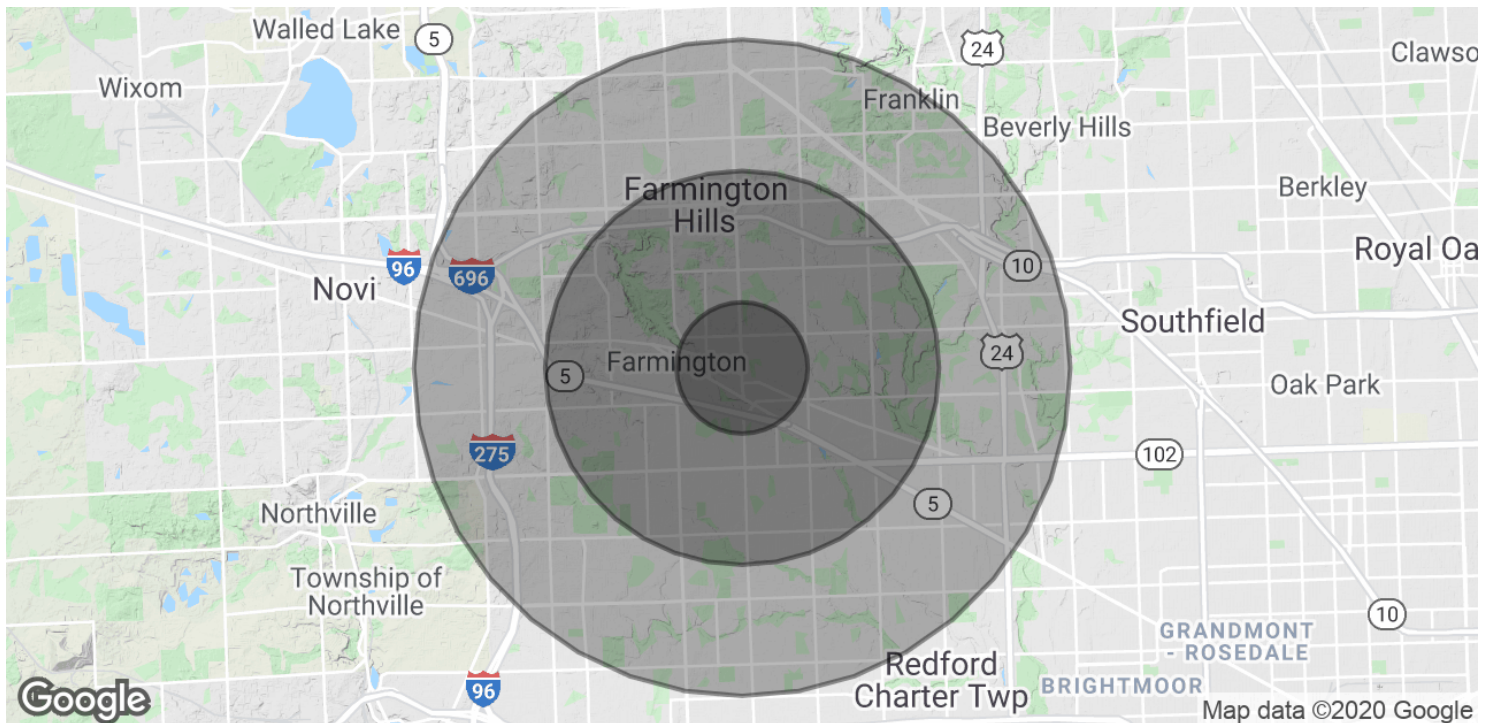 Walled Lake
5
24
Clawso
Wixom
Franklin
Beverly Hills
Farmington
Hills
Berkley
96
696
10
Royal Oa
Novi
Southfield
24
Farmington
5
Oak Park
275
102
5
Northville
Township of
Northville
10
GRANDMONT
- ROSEDALE
Redford
Charter Twp
BRIGHTMOOR
96
Google
Map data ©2020 Google